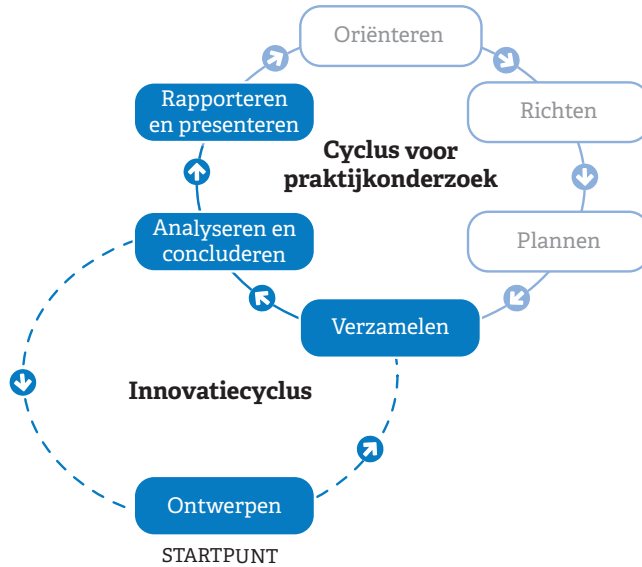 Oriënteren
Rapporteren
en presenteren
Richten
Cyclus voor
praktijkonderzoek
Analyseren en
concluderen
Plannen
Verzamelen
Innovatiecyclus
Ontwerpen
STARTPUNT